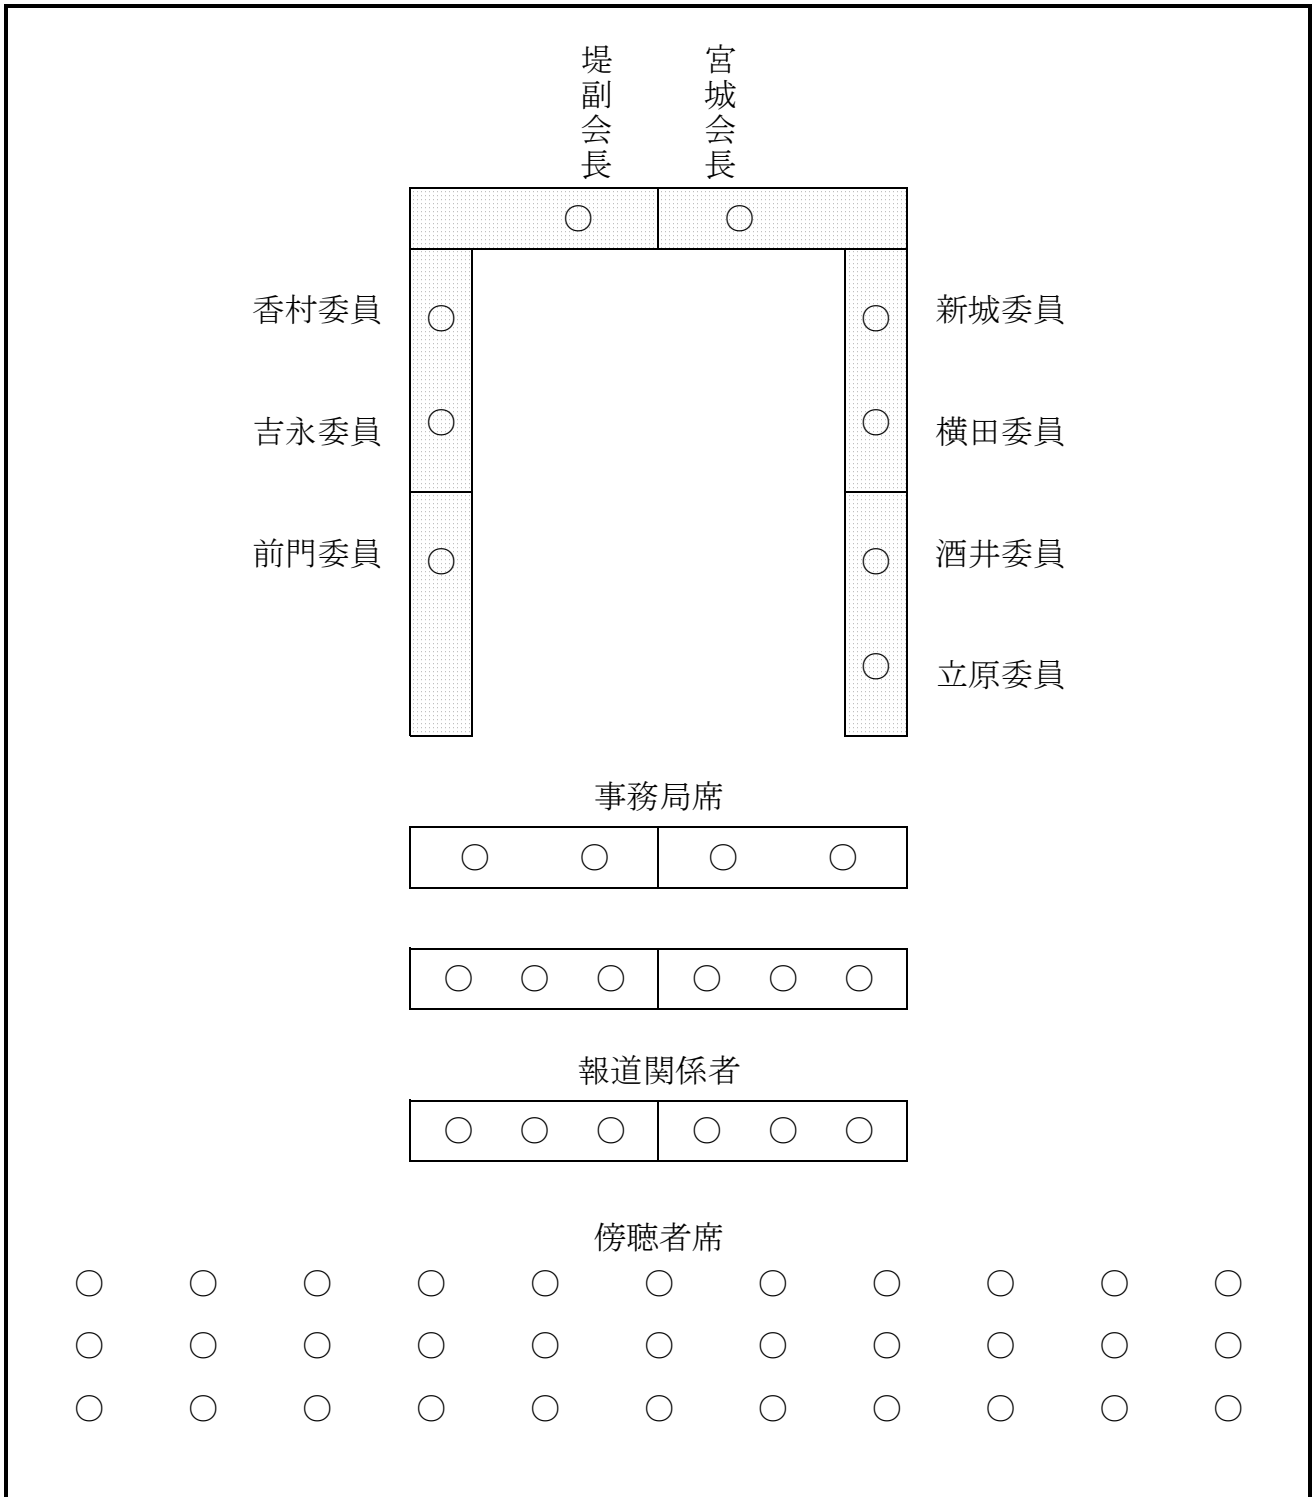 宮城会長
堤副会長
香村委員
新城委員
吉永委員
横田委員
前門委員
酒井委員
立原委員
事務局席
報道関係者
傍聴者席